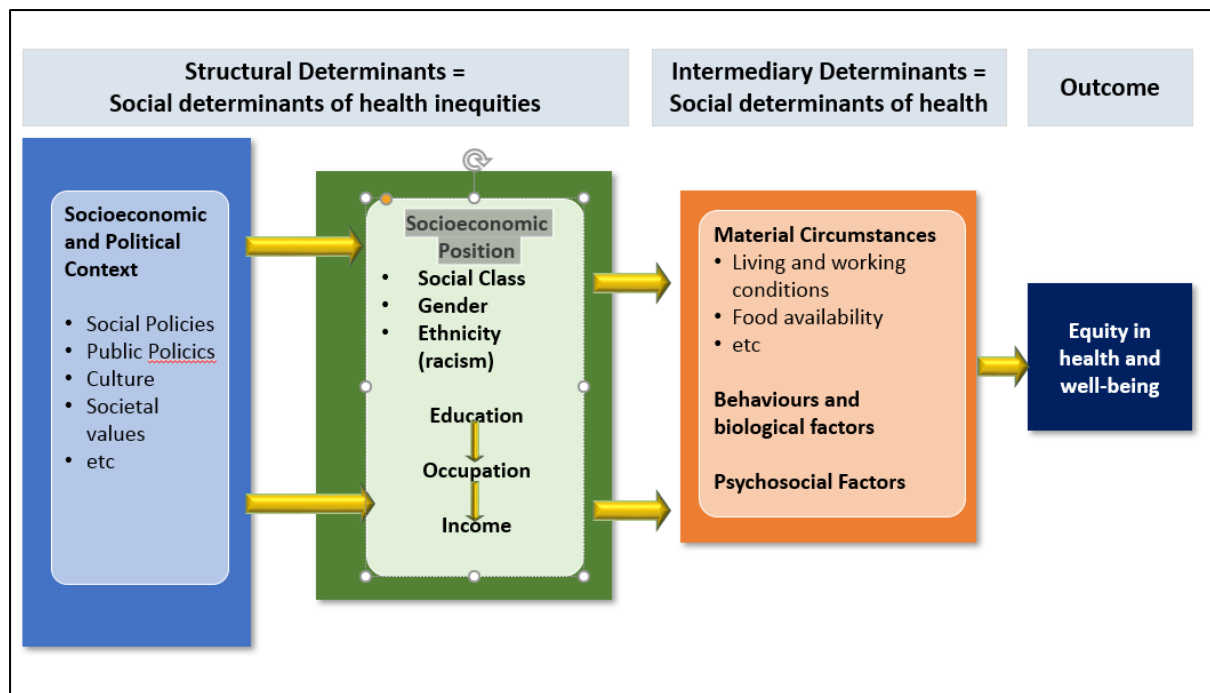 Structural Determinants =
Social determinants of health inequities
Intermediary Determinants =
Social determinants of health
Outcome
Socioeconomic
and Political
Context
• Social Policies
• Public Policics
• Culture
• Societal
values
• etc
Socioeconomic
Position
• Social Class
• Gender
• Ethnicity
(racism)
Education
Occupation
Income
Material Circumstances
• Living and working
conditions
• Food availability
• etc
Behaviours and
biological factors
Psychosocial Factors
Equity in
health and
well-being